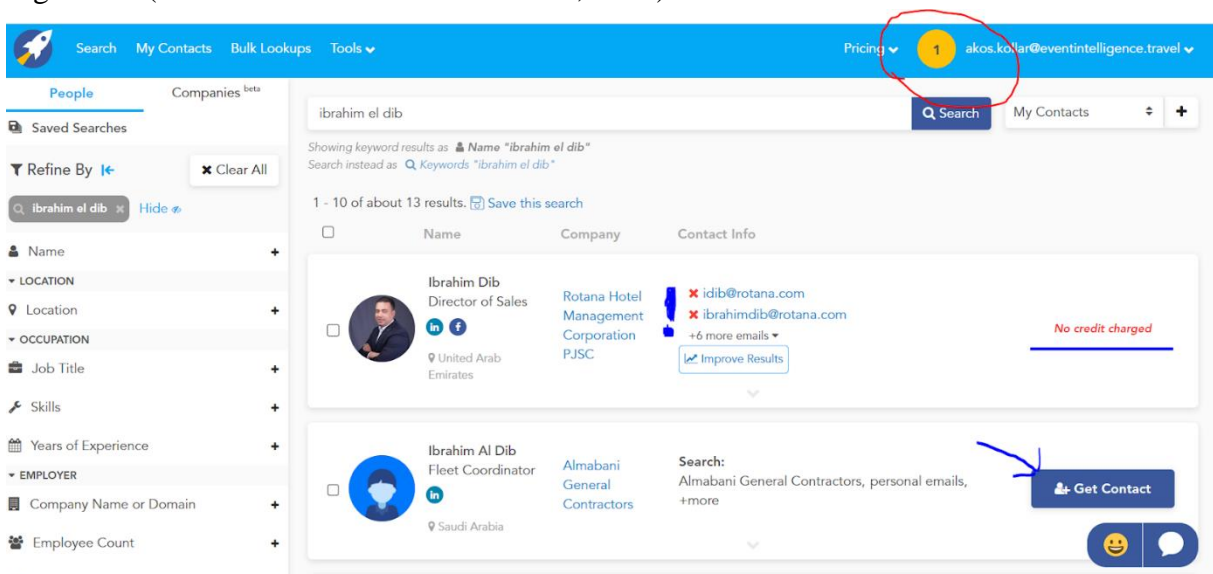 Search My Contacts Bulk Lookups Tools Pricing 1 akos.kollar@eventintelligence.travel
People Companies beta
Saved Searches
Refine By Clear All
ibrahim el dib Hide
Name
LOCATION
Location
OCCUPATION
Job Title
Skills
Years of Experience
EMPLOYER
Company Name or Domain
Employee Count
ibrahim el dib Search My Contacts
Showing keyword results as Name "ibrahim el dib"
Search instead as Keywords "ibrahim el dib"
1 - 10 of about 13 results. Save this search
Name Company Contact Info
Ibrahim Dib
Director of Sales
United Arab
Emirates
Rotana Hotel
Management
Corporation
PJSC
idib@rotana.com
ibrahimdib@rotana.com
+6 more emails
Improve Results
No credit charged
Ibrahim Al Dib
Fleet Coordinator
Saudi Arabia
Almabani
General
Contractors
Search:
Almabani General Contractors, personal emails,
+more
Get Contact